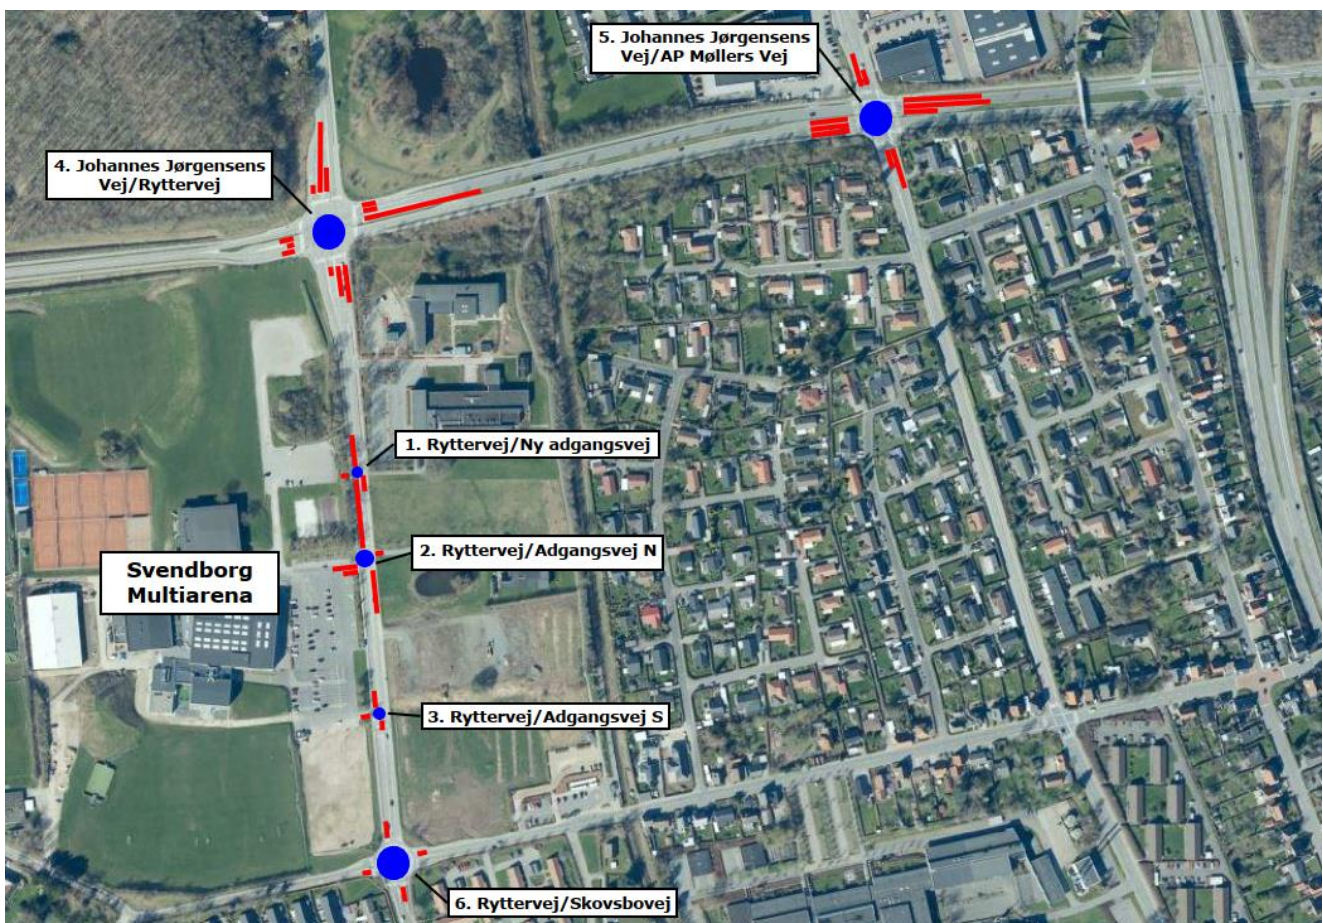 5. Johannes Jørgensens
Vej/AP Møllers Vej
4. Johannes Jørgensens
Vej/Ryttervej
1. Ryttervej/Ny adgangsvej
2. Ryttervej/Adgangsvej N
Svendborg
Multiarena
3. Ryttervej/Adgangsvej S
6. Ryttervej/Skovsbovej